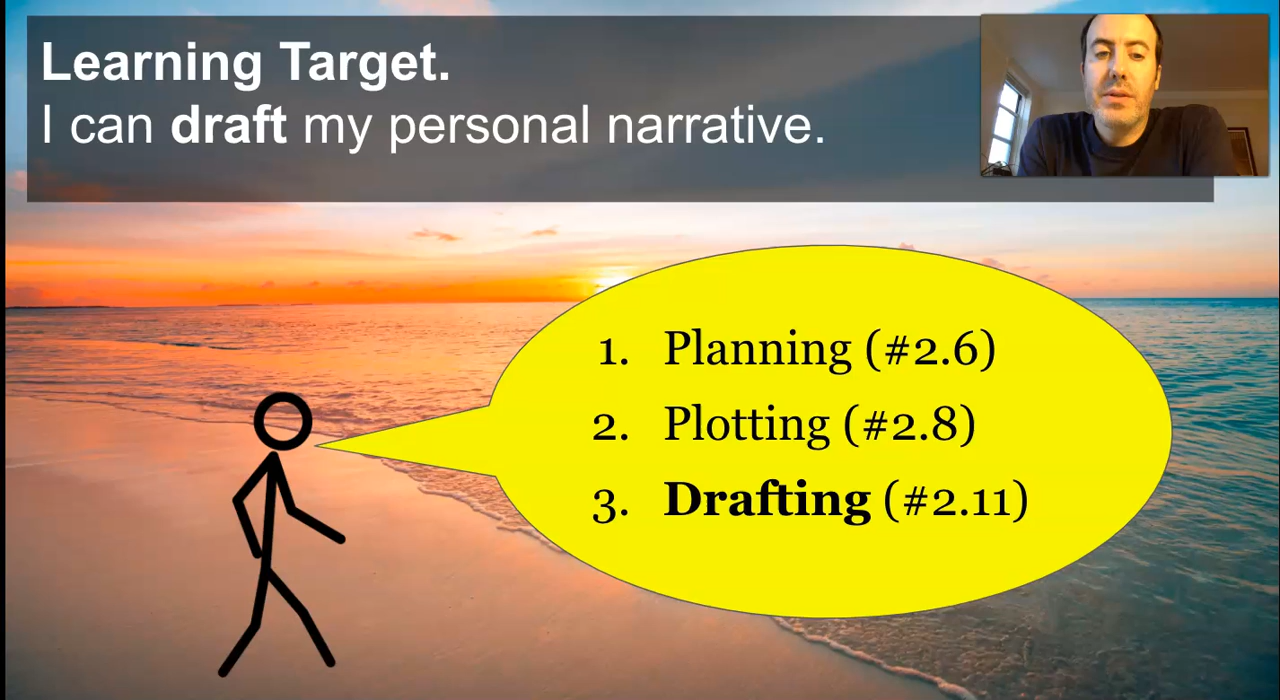 Learning Target.
I can draft my personal narrative.
1. Planning (#2.6)
2. Plotting (#2.8)
3. Drafting (#2.11)